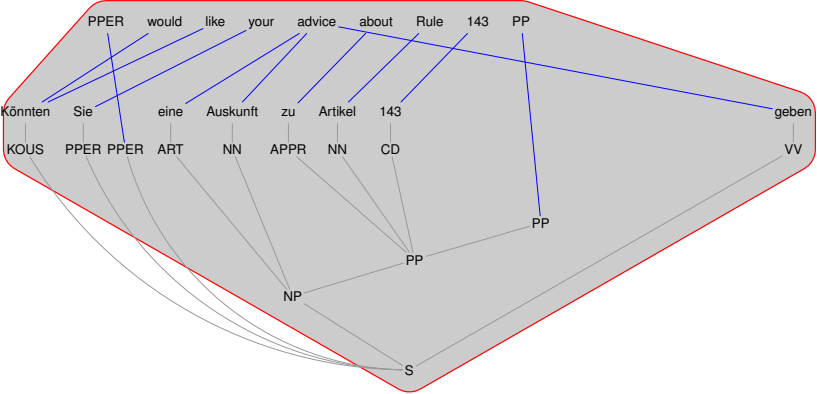 PPER would like your advice about Rule 143 PP
Könnten Sie eine Auskunft zu Artikel 143 geben
KOUS PPER PPER ART NN APPR NN CD VV
PP
PP
NP
S